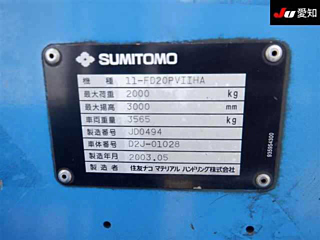 Ju 愛知
SUMITOMO
機種 11-FD20PVIIHA
最大荷重 2000 kg
最大揚高 3000 mm
車両重量 3565 kg
製造番号 JD0494
車体番号 D2J-01028
製造年月 2003.05
製造者 住友ナコ マテリアル ハンドリング株式会社